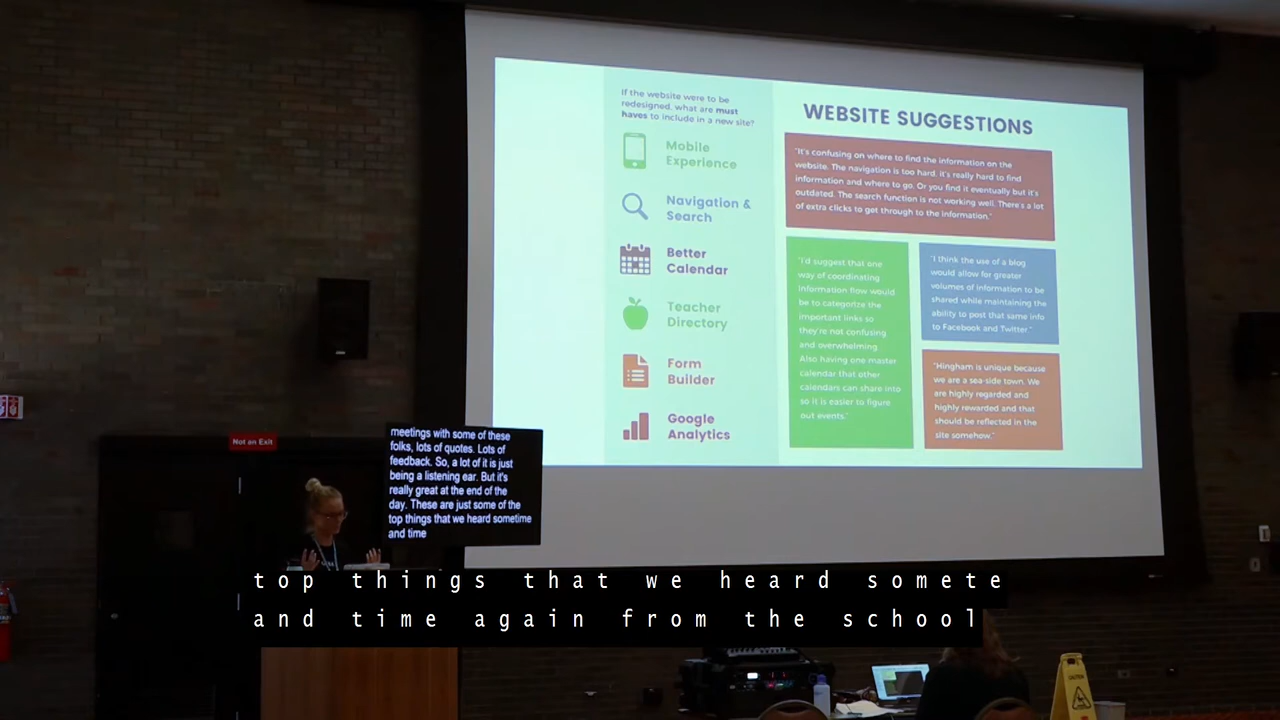 If the website were to be
redesigned, what are must
haves to include in a new site?
Mobile
Experience
Navigation &
Search
Better
Calendar
Teacher
Directory
Form
Builder
Google
Analytics
WEBSITE SUGGESTIONS
"It's confusing on where to find the information on the
website. The navigation is too hard, it's really hard to find
information and where to go. Or you find it eventually but it's
outdated. The search function is not working well. There's a lot
of extra clicks to get through to the information."
"I'd suggest that one
way of coordinating
information flow would
be to categorize the
important links so
they're not confusing
and overwhelming.
Also having one master
calendar that other
calendars can share into
so it is easier to figure
out events."
"I think the use of a blog
would allow for greater
volumes of information to be
shared while maintaining the
ability to post that same info
to Facebook and Twitter."
"Hingham is unique because
we are a sea-side town. We
are highly regarded and
highly rewarded and that
should be reflected in the
site somehow."
Not an Exit
meetings with some of these
folks, lots of quotes. Lots of
feedback. So, a lot of it is just
being a listening ear. But it's
really great at the end of the
day. These are just some of the
top things that we heard sometime
and time
top things that we heard somete
and time again from the school
CAUTION